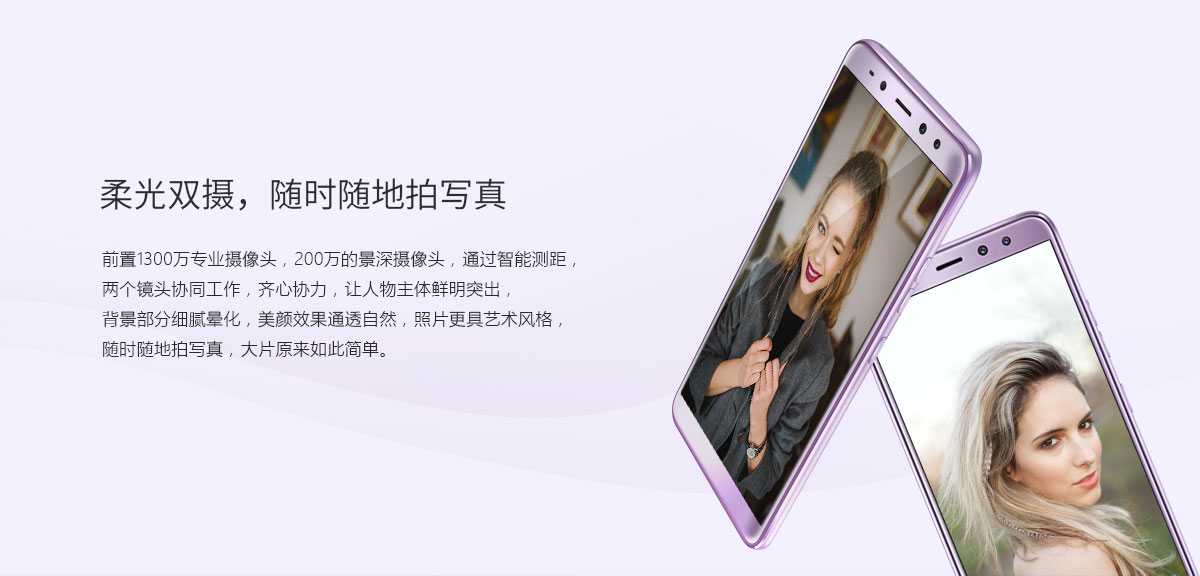 柔光双摄，随时随地拍写真
前置1300万专业摄像头，200万的景深摄像头，通过智能测距，
两个镜头协同工作，齐心协力，让人物主体鲜明突出，
背景部分细腻晕化，美颜效果通透自然，照片更具艺术风格，
随时随地拍写真，大片原来如此简单。